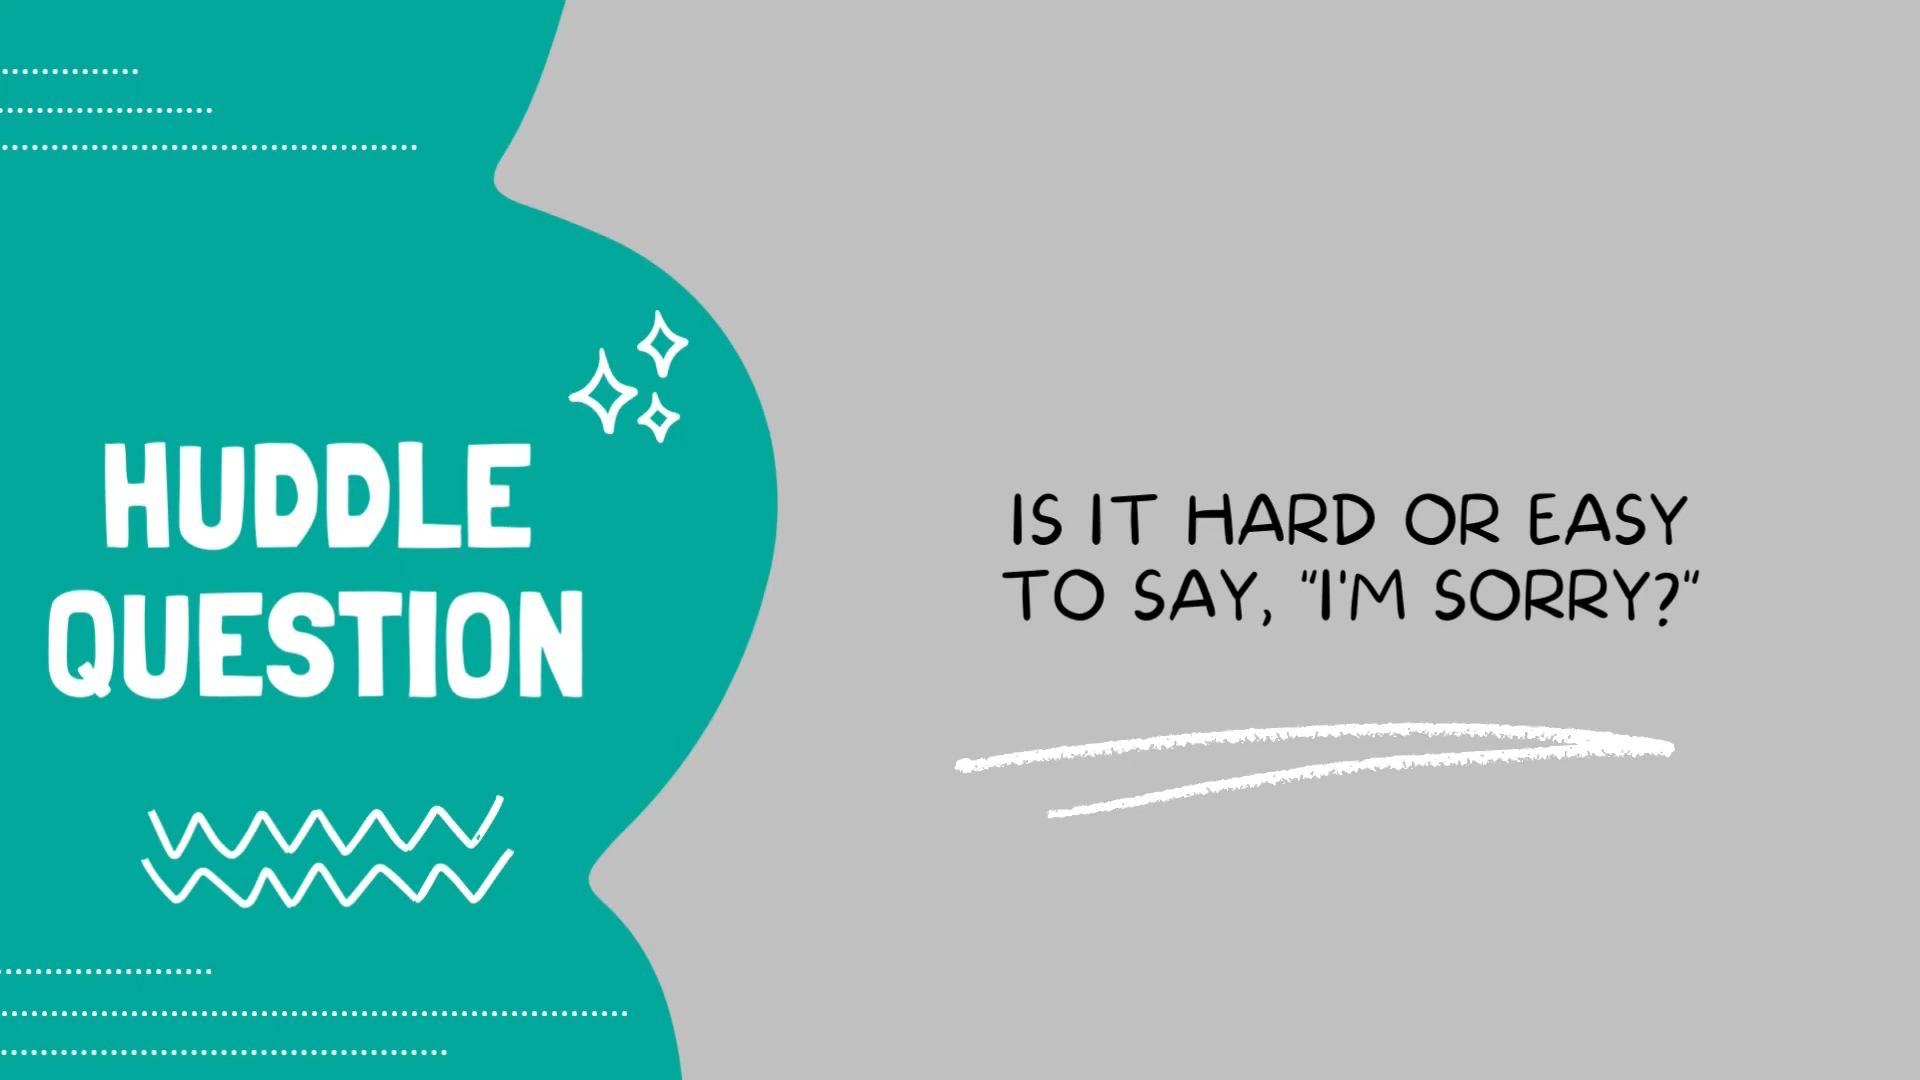 HUDDLE
QUESTION
IS IT HARD OR EASY
TO SAY, "I'M SORRY?"